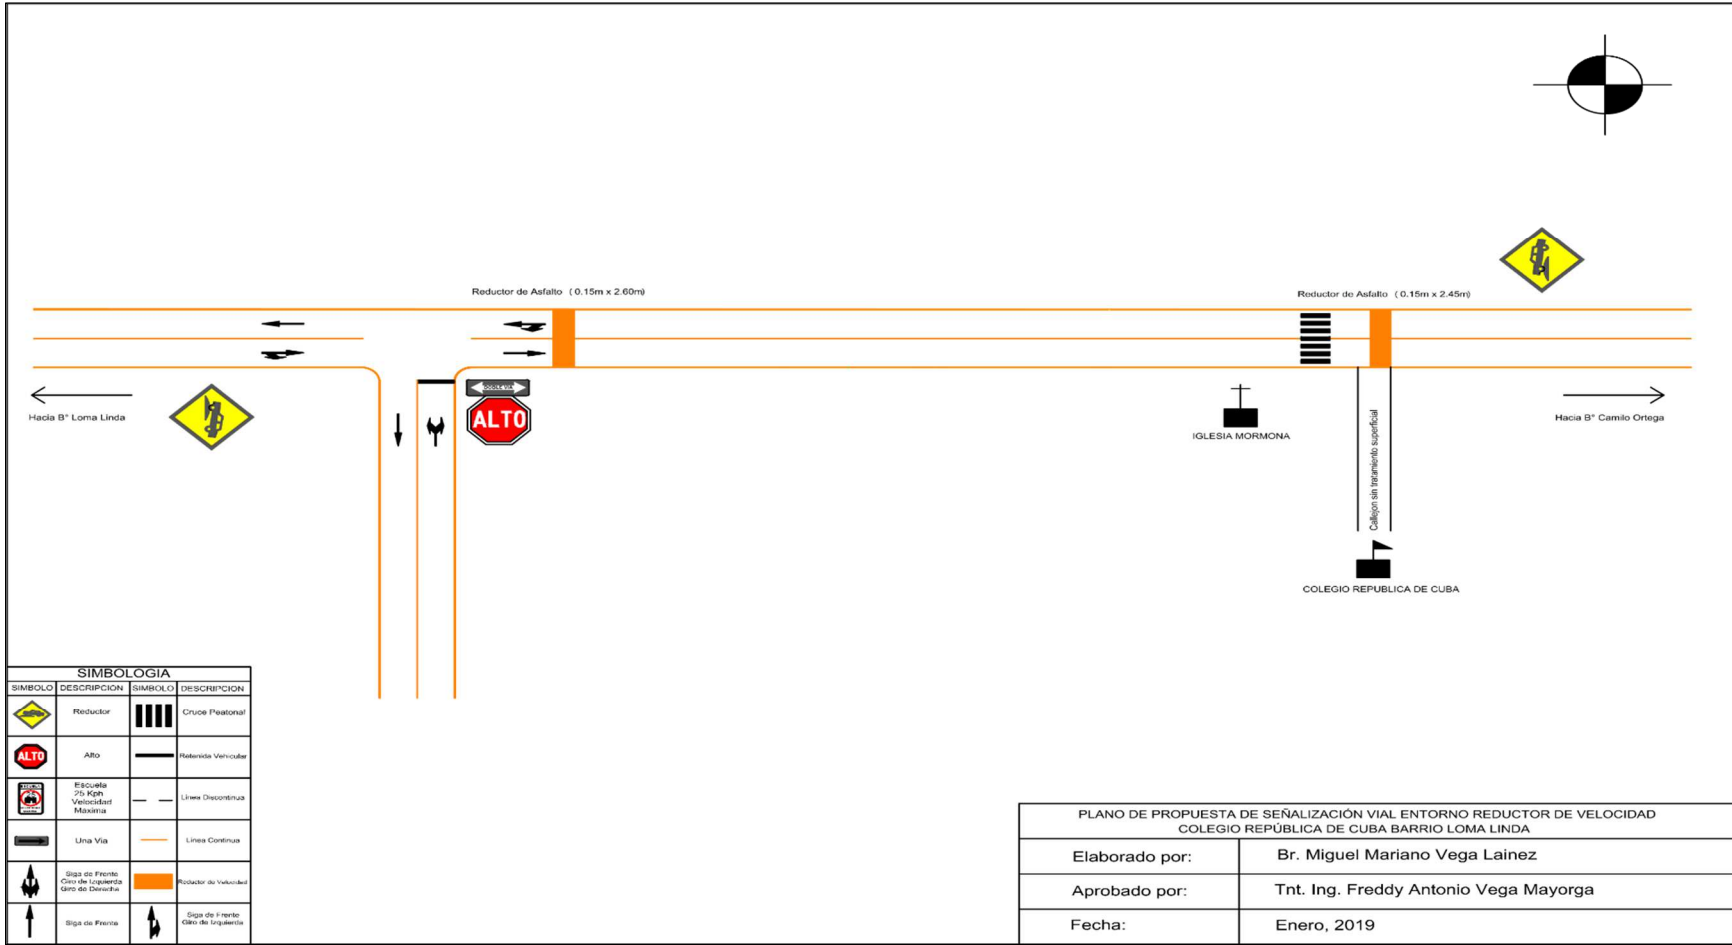 Reductor de Asfalto ( 0.15m x 2.60m)
Reductor de Asfalto ( 0.15m x 2.45m)
Hacia B° Loma Linda
DOBLE VIA
ALTO
IGLESIA MORMONA
Callejon sin tratamiento superficial
Hacia B° Camilo Ortega
COLEGIO REPUBLICA DE CUBA
SIMBOLOGIA
SIMBOLO DESCRIPCION SIMBOLO DESCRIPCION
Reductor
Cruce Peatonal
ALTO
Alto
Retenida Vehicular
Escuela
25 Kph
Velocidad
Maxima
Linea Discontinua
Una Via
Linea Continua
Siga de Frente
Giro de Izquierda
Giro de Derecha
Reductor de Velocidad
Siga de Frente
Siga de Frente
Giro de Izquierda
PLANO DE PROPUESTA DE SEÑALIZACIÓN VIAL ENTORNO REDUCTOR DE VELOCIDAD
COLEGIO REPÚBLICA DE CUBA BARRIO LOMA LINDA
Elaborado por: Br. Miguel Mariano Vega Lainez
Aprobado por: Tnt. Ing. Freddy Antonio Vega Mayorga
Fecha: Enero, 2019